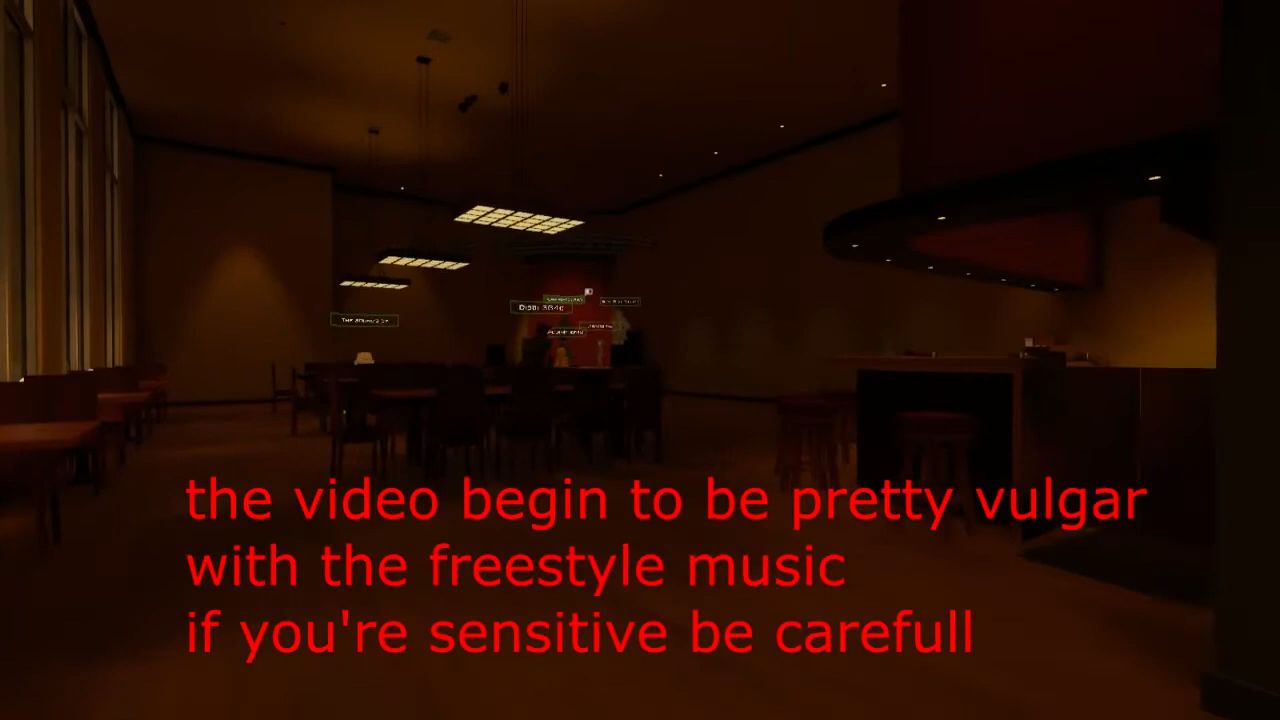 the video begin to be pretty vulgar
with the freestyle music
if you're sensitive be carefull